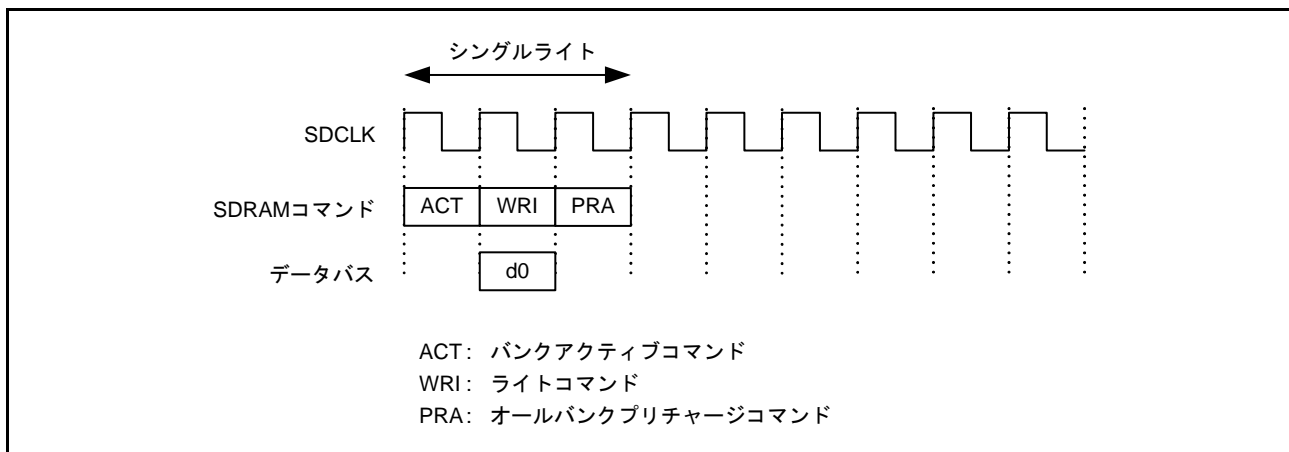 シングルライト
SDCLK
SDRAMコマンド ACT WRI PRA
データバス d0
ACT: バンクアクティブコマンド
WRI: ライトコマンド
PRA: オールバンクプリチャージコマンド